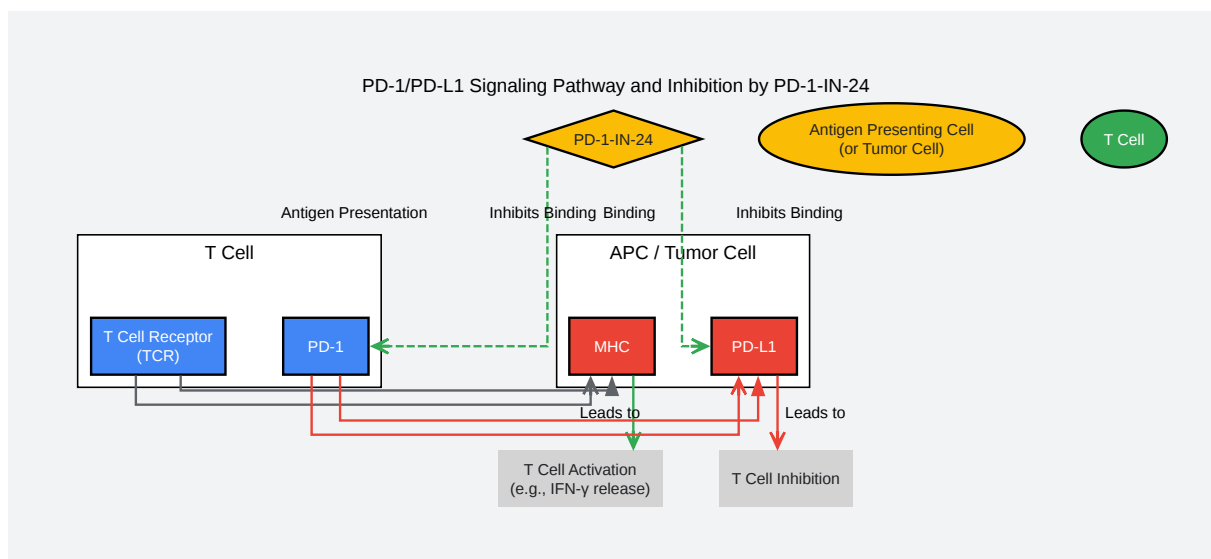 PD-1/PD-L1 Signaling Pathway and Inhibition by PD-1-IN-24
PD-1-IN-24
Antigen Presenting Cell
(or Tumor Cell)
T Cell
Antigen Presentation
Inhibits Binding
Binding
Inhibits Binding
T Cell
APC / Tumor Cell
T Cell Receptor
(TCR)
PD-1
MHC
PD-L1
Leads to
Leads to
T Cell Activation
(e.g., IFN-γ release)
T Cell Inhibition